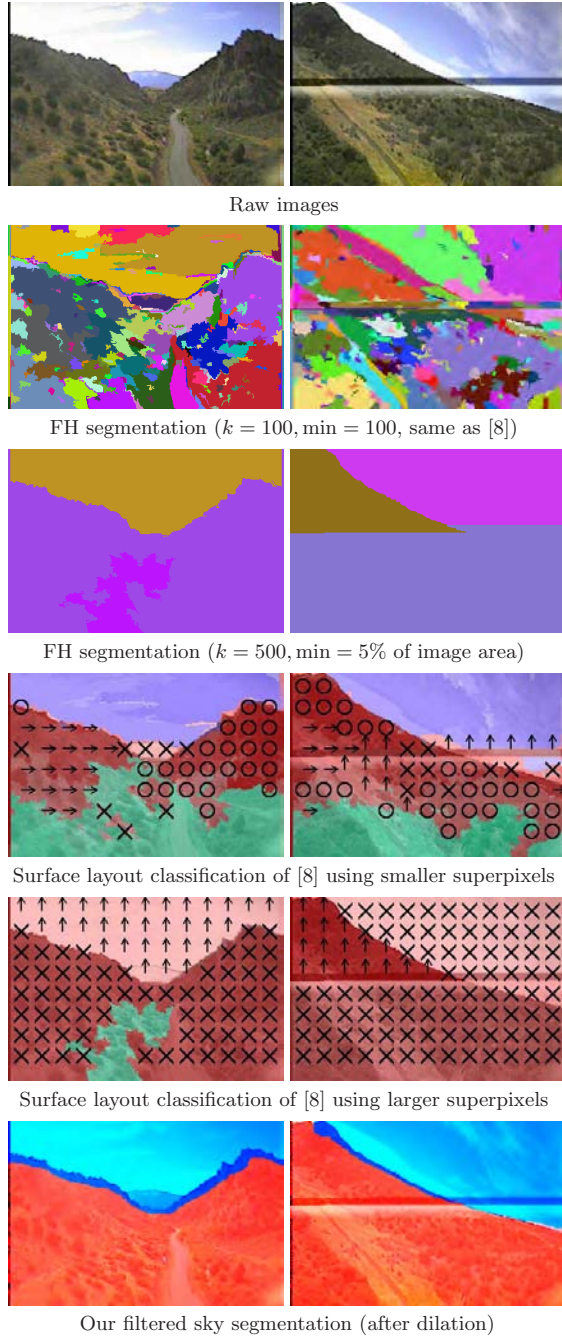 Raw images
FH segmentation (k = 100, min = 100, same as [8])
FH segmentation (k = 500, min = 5% of image area)
Surface layout classification of [8] using smaller superpixels
Surface layout classification of [8] using larger superpixels
Our filtered sky segmentation (after dilation)